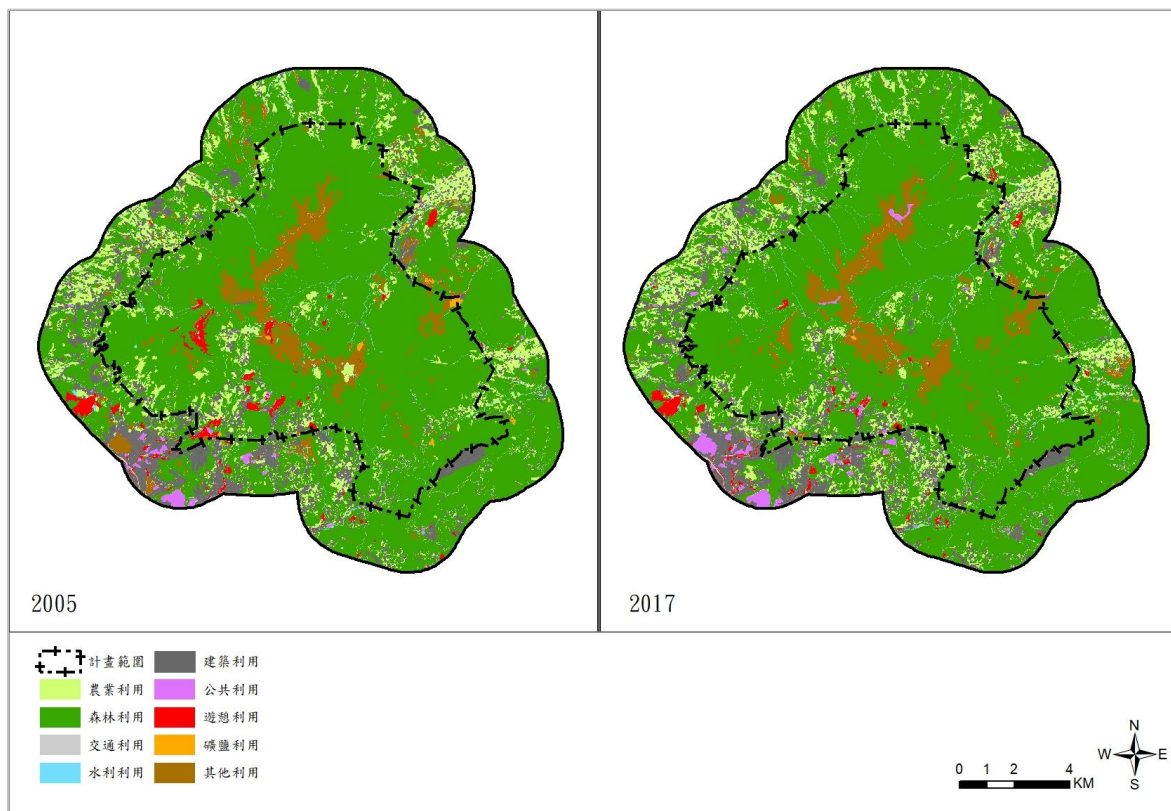 2005
2017
計畫範圍
建築利用
農業利用
公共利用
森林利用
遊憩利用
交通利用
礦鹽利用
水利利用
其他利用
N
W
E
S
0 1 2 4
KM